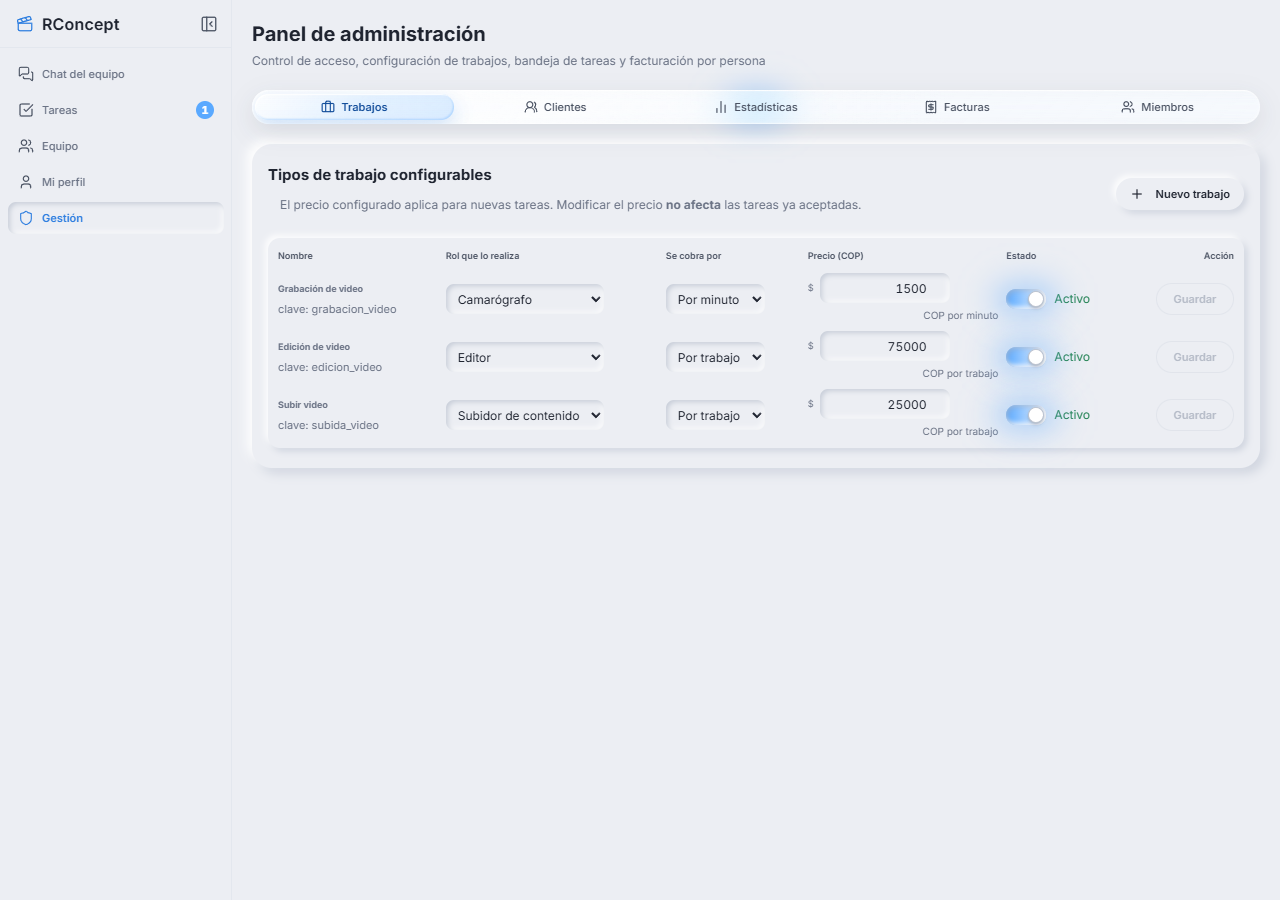 RConcept
Chat del equipo
Tareas 1
Equipo
Mi perfil
Gestión
Panel de administración
Control de acceso, configuración de trabajos, bandeja de tareas y facturación por persona
Trabajos Clientes Estadísticas Facturas Miembros
Tipos de trabajo configurables
El precio configurado aplica para nuevas tareas. Modificar el precio no afecta las tareas ya aceptadas.
Nuevo trabajo
Nombre Rol que lo realiza Se cobra por Precio (COP) Estado Acción
Grabación de video
clave: grabacion_video
Camarógrafo Por minuto $ 1500
COP por minuto
Activo Guardar
Edición de video
clave: edicion_video
Editor Por trabajo $ 75000
COP por trabajo
Activo Guardar
Subir video
clave: subida_video
Subidor de contenido Por trabajo $ 25000
COP por trabajo
Activo Guardar